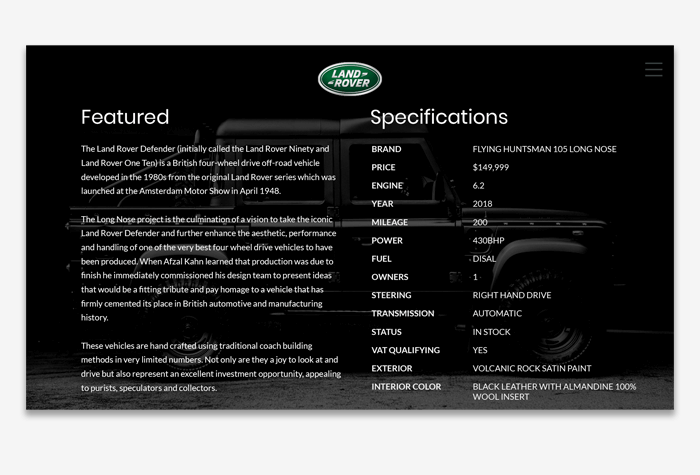 LAND-
-ROVER
Featured
The Land Rover Defender (initially called the Land Rover Ninety and
Land Rover One Ten) is a British four-wheel drive off-road vehicle
developed in the 1980s from the original Land Rover series which was
launched at the Amsterdam Motor Show in April 1948.
The Long Nose project is the culmination of a vision to take the iconic
Land Rover Defender and further enhance the aesthetic, performance
and handling of one of the very best four wheel drive vehicles to have
been produced. When Afzal Kahn learned that production was due to
finish he immediately commissioned his design team to present ideas
that would be a fitting tribute and pay homage to a vehicle that has
firmly cemented its place in British automotive and manufacturing
history.
These vehicles are hand crafted using traditional coach building
methods in very limited numbers. Not only are they a joy to look at and
drive but also represent an excellent investment opportunity, appealing
to purists, speculators and collectors.
Specifications
BRAND FLYING HUNTSMAN 105 LONG NOSE
PRICE $149,999
ENGINE 6.2
YEAR 2018
MILEAGE 200
POWER 430BHP
FUEL DISAL
OWNERS 1
STEERING RIGHT HAND DRIVE
TRANSMISSION AUTOMATIC
STATUS IN STOCK
VAT QUALIFYING YES
EXTERIOR VOLCANIC ROCK SATIN PAINT
INTERIOR COLOR BLACK LEATHER WITH ALMANDINE 100%
WOOL INSERT